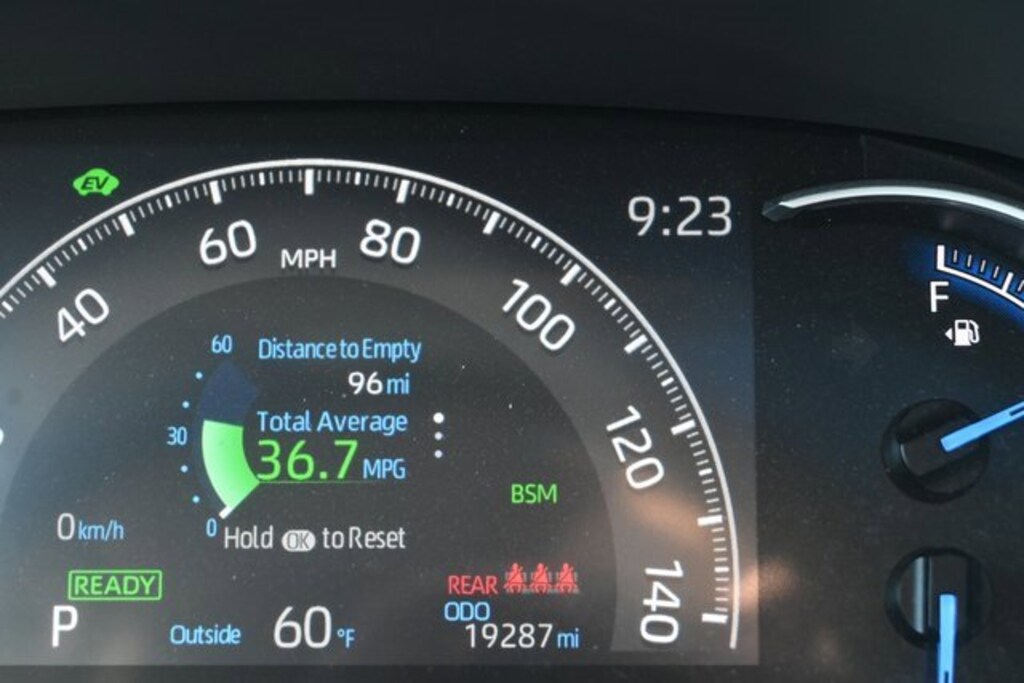 EV
40
60
MPH
80
100
120
140
9:23
F
60
30
0
Distance to Empty
96 mi
Total Average
36.7 MPG
Hold OK to Reset
BSM
0 km/h
READY
P
Outside 60 °F
REAR
ODO
19287 mi